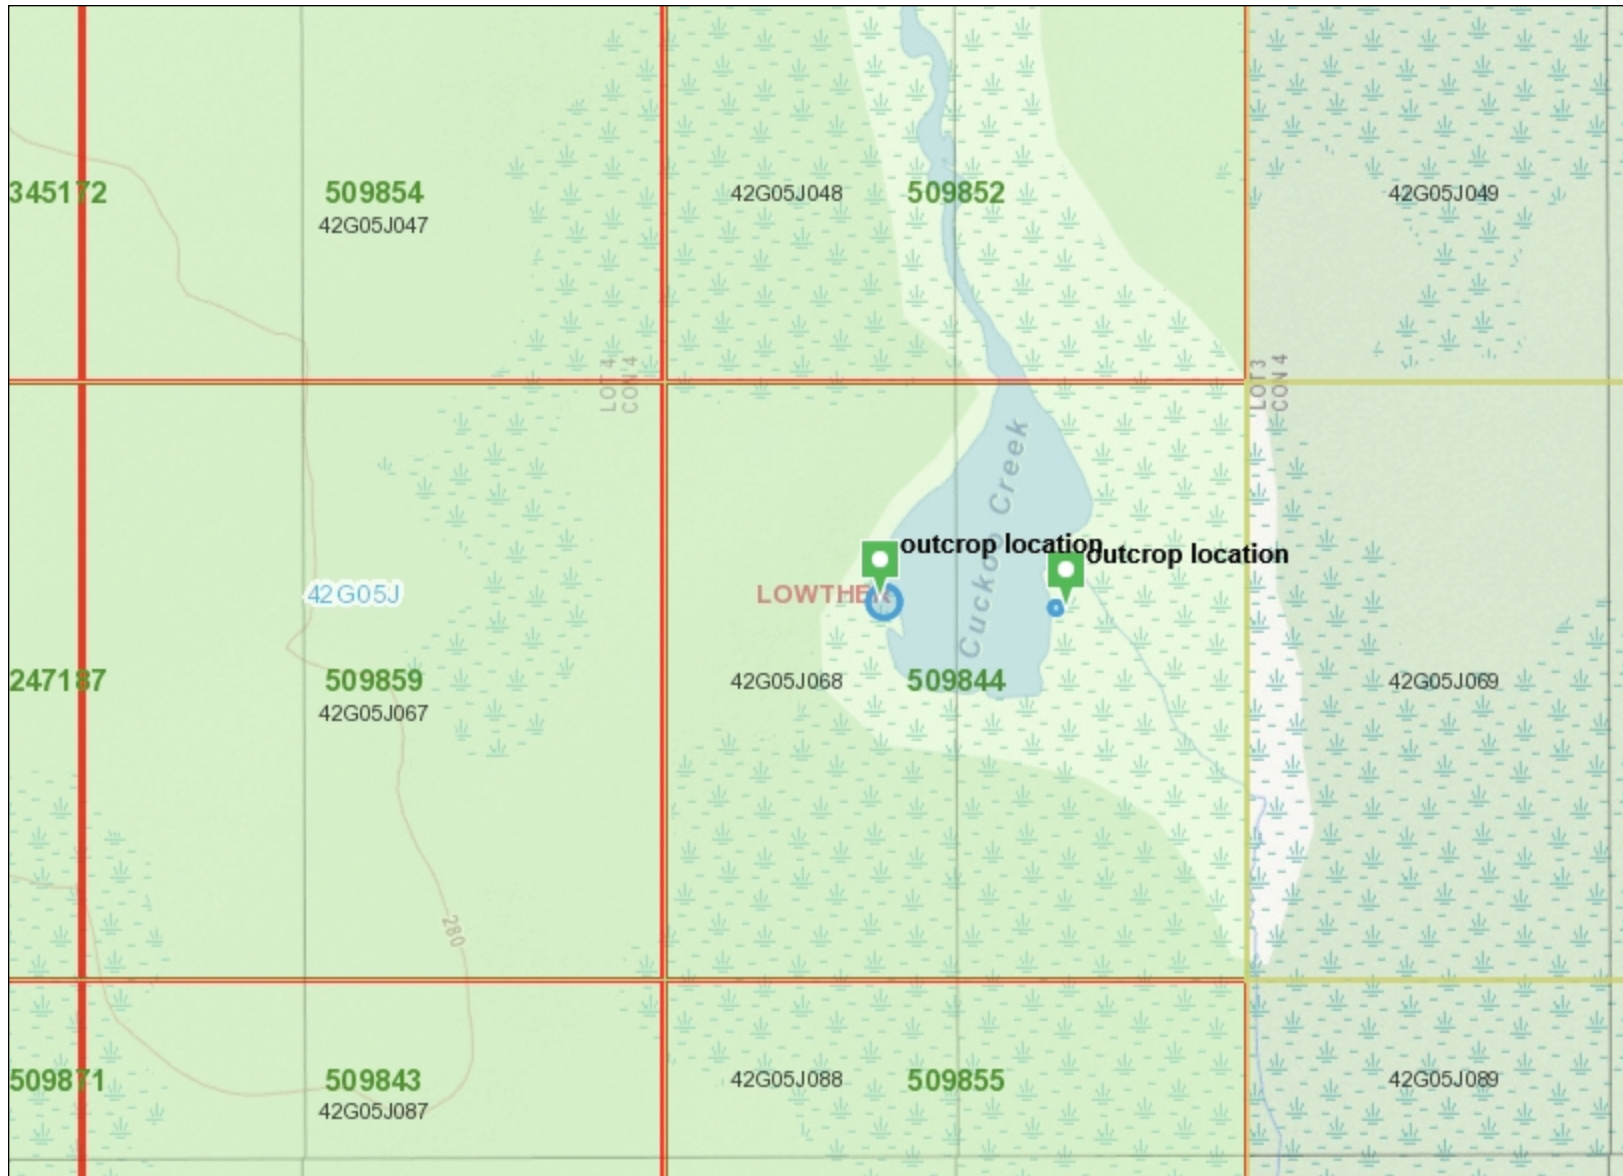 345172
509854
42G05J047
42G05J048
509852
42G05J049
LOT 4
CON 4
LOT 3
CON 4
Cuckoo Creek
outcrop location
outcrop location
42G05J
LOWTHER
247187
509859
42G05J067
42G05J068
509844
42G05J069
280
509871
509843
42G05J087
42G05J088
509855
42G05J089